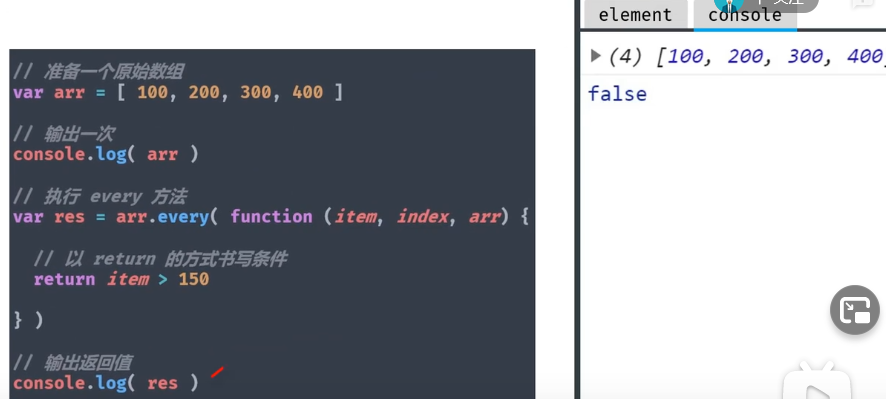 element console
// 准备一个原始数组
var arr = [ 100, 200, 300, 400 ]
// 输出一次
console.log( arr )
// 执行 every 方法
var res = arr.every( function (item, index, arr) {
// 以 return 的方式书写条件
return item > 150
} )
// 输出返回值
console.log( res )
(4) [100, 200, 300, 400,
false